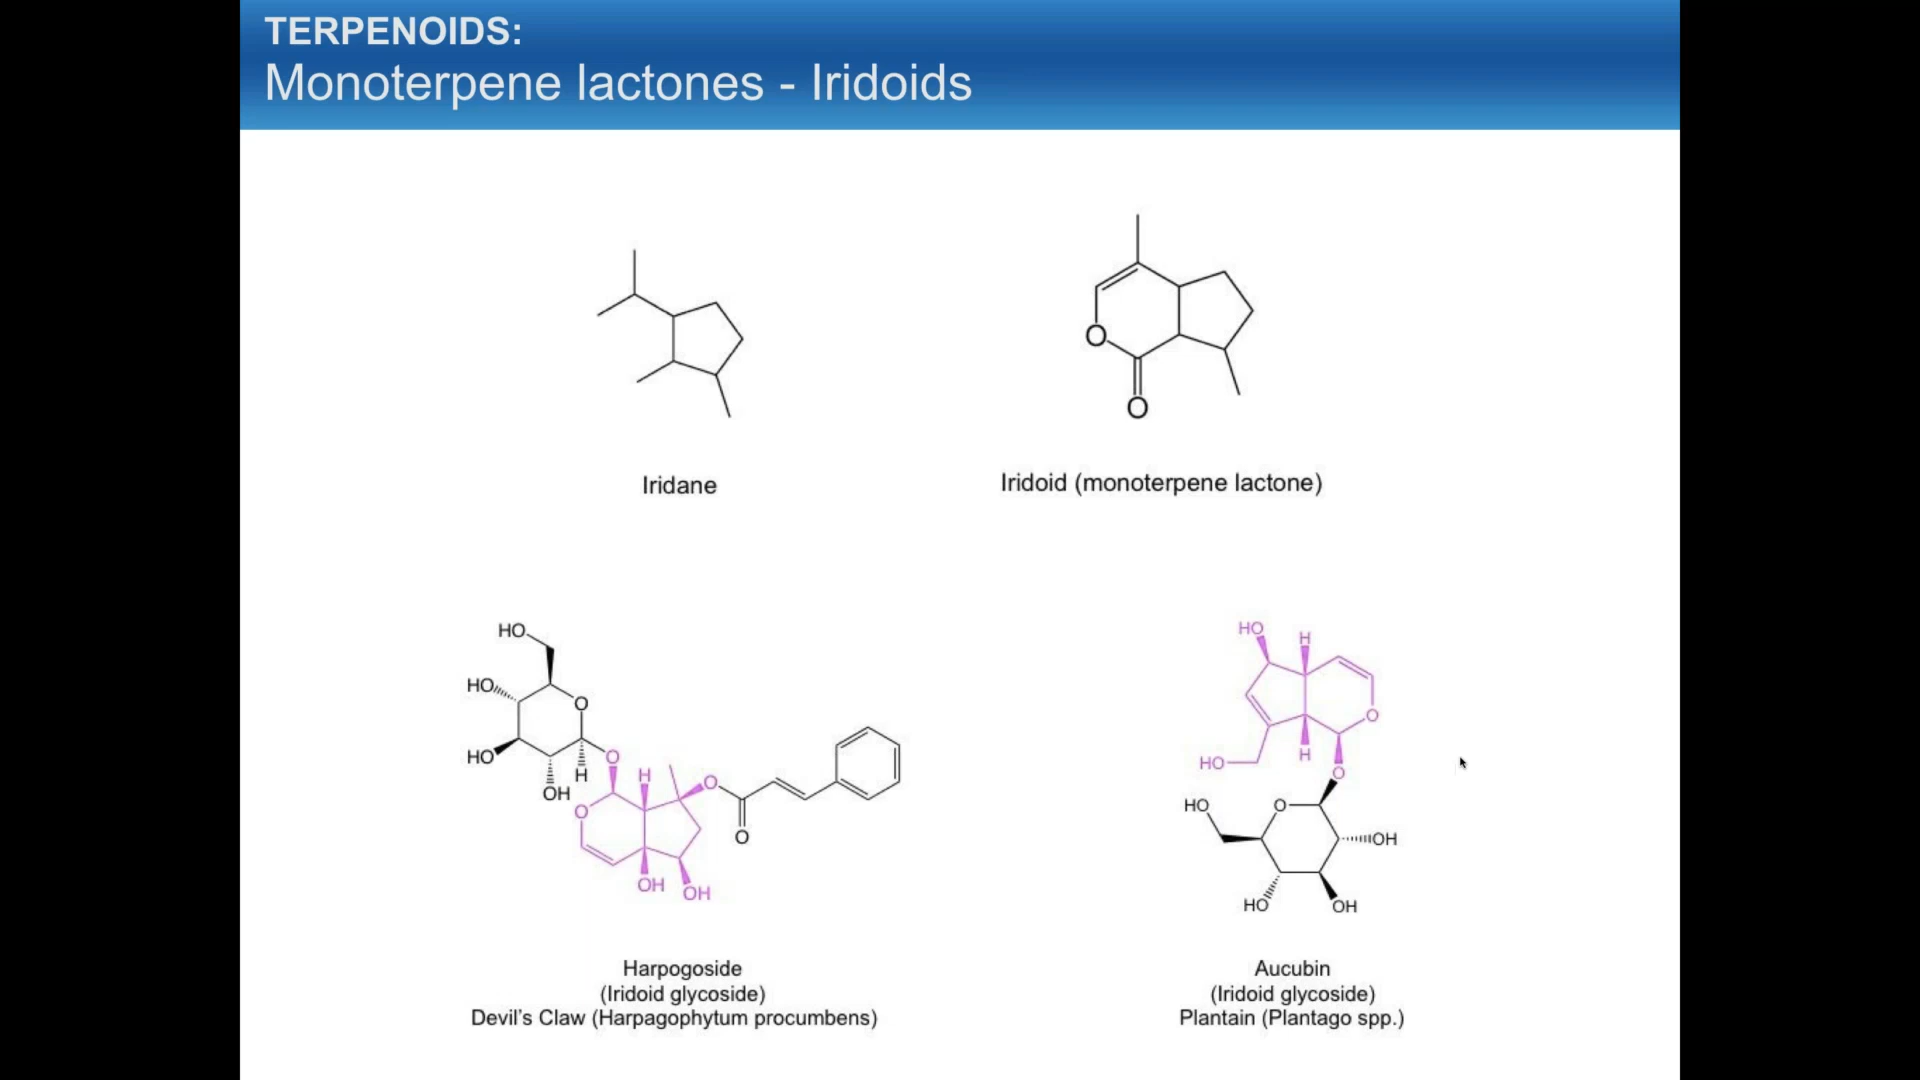 TERPENOIDS:
Monoterpene lactones - Iridoids
O
O
Iridane
Iridoid (monoterpene lactone)
HO
HO
O
HO
OH
H
O
O
H
O
O
OH
OH
HO
H
O
HO
H
O
HO
O
OH
HO
OH
Harpogoside
(Iridoid glycoside)
Devil's Claw (Harpagophytum procumbens)
Aucubin
(Iridoid glycoside)
Plantain (Plantago spp.)